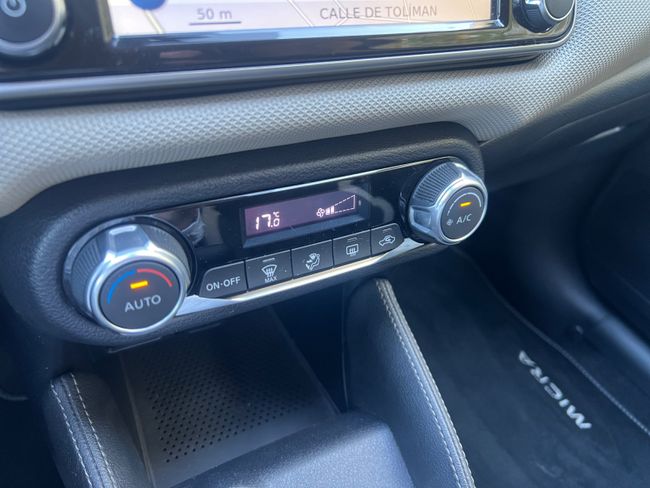 50 m
CALLE DE TOLIMAN
17.0 °C
AUTO
ON·OFF
MAX
A/C
MICRA